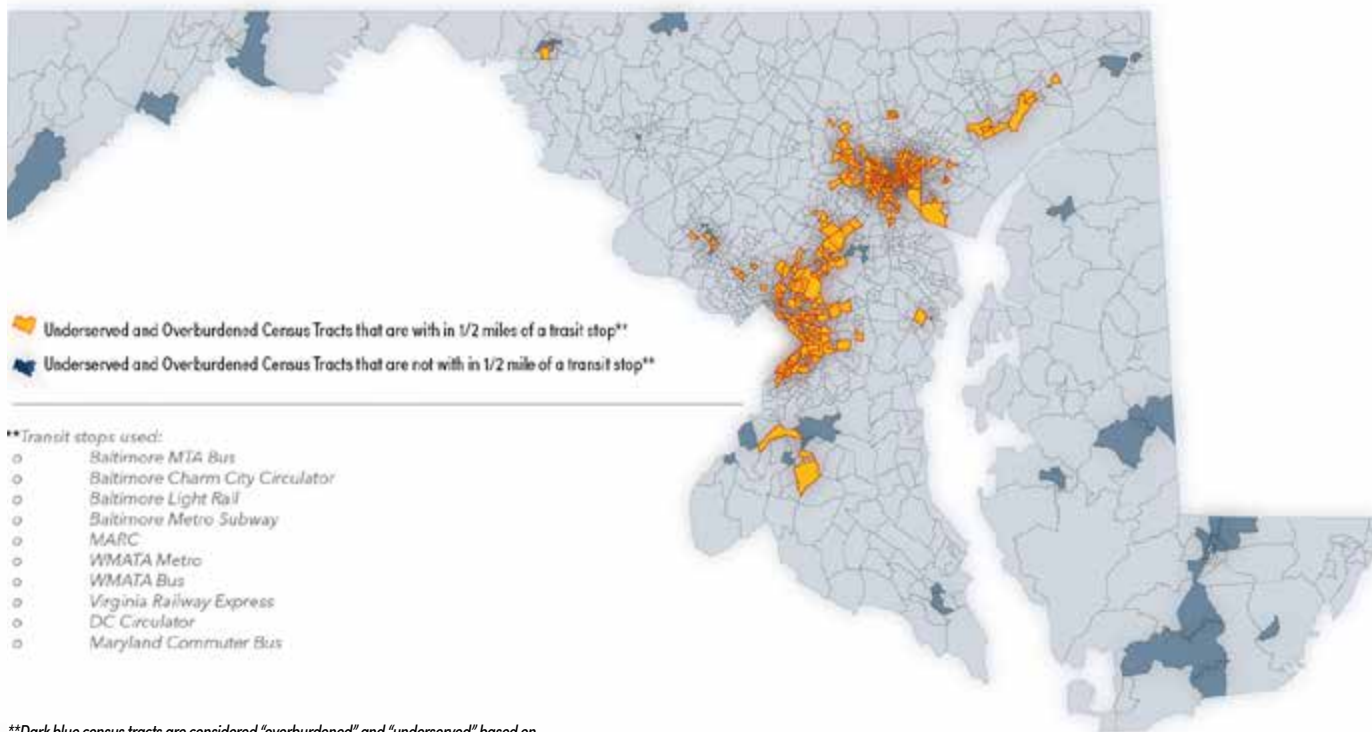 Underserved and Overburdened Census Tracts that are with in 1/2 miles of a trasit stop**
Underserved and Overburdened Census Tracts that are not with in 1/2 mile of a transit stop**
**Transit stops used:
o Baltimore MTA Bus
o Baltimore Charm City Circulator
o Baltimore Light Rail
o Baltimore Metro Subway
o MARC
o WMATA Metro
o WMATA Bus
o Virginia Railway Express
o DC Circulator
o Maryland Commuter Bus
**Dark blue census tracts are considered "overburdened" and "underserved" based on